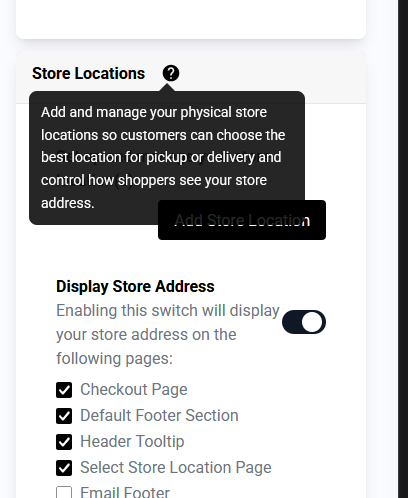 Store Locations
Add and manage your physical store
locations so customers can choose the
best location for pickup or delivery and
control how shoppers see your store
address.
Add Store Location
Display Store Address
Enabling this switch will display
your store address on the
following pages:
Checkout Page
Default Footer Section
Header Tooltip
Select Store Location Page
Email Footer